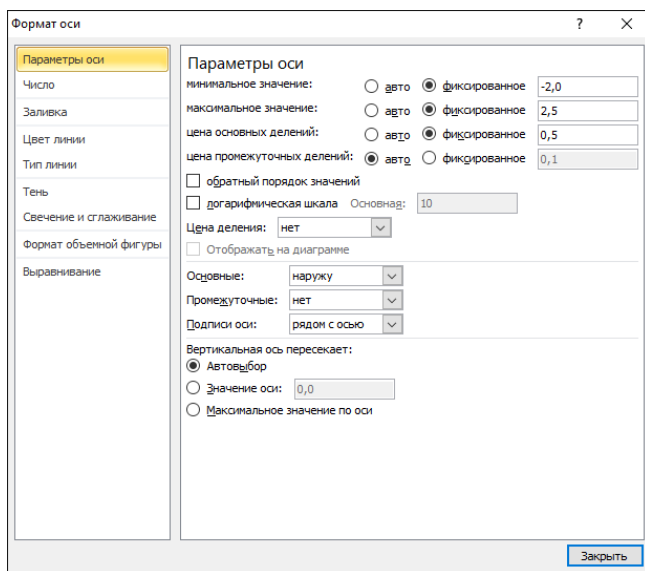 Формат оси
?
Параметры оси
Число
Заливка
Цвет линии
Тип линии
Тень
Свечение и сглаживание
Формат объемной фигуры
Выравнивание
Параметры оси
минимальное значение: авто фиксированное -2,0
максимальное значение: авто фиксированное 2,5
цена основных делений: авто фиксированное 0,5
цена промежуточных делений: авто фиксированное 0,1
обратный порядок значений
логарифмическая шкала Основная: 10
Цена деления: нет
Отображать на диаграмме
Основные: наружу
Промежуточные: нет
Подписи оси: рядом с осью
Вертикальная ось пересекает:
Автовыбор
Значение оси: 0,0
Максимальное значение по оси
Закрыть